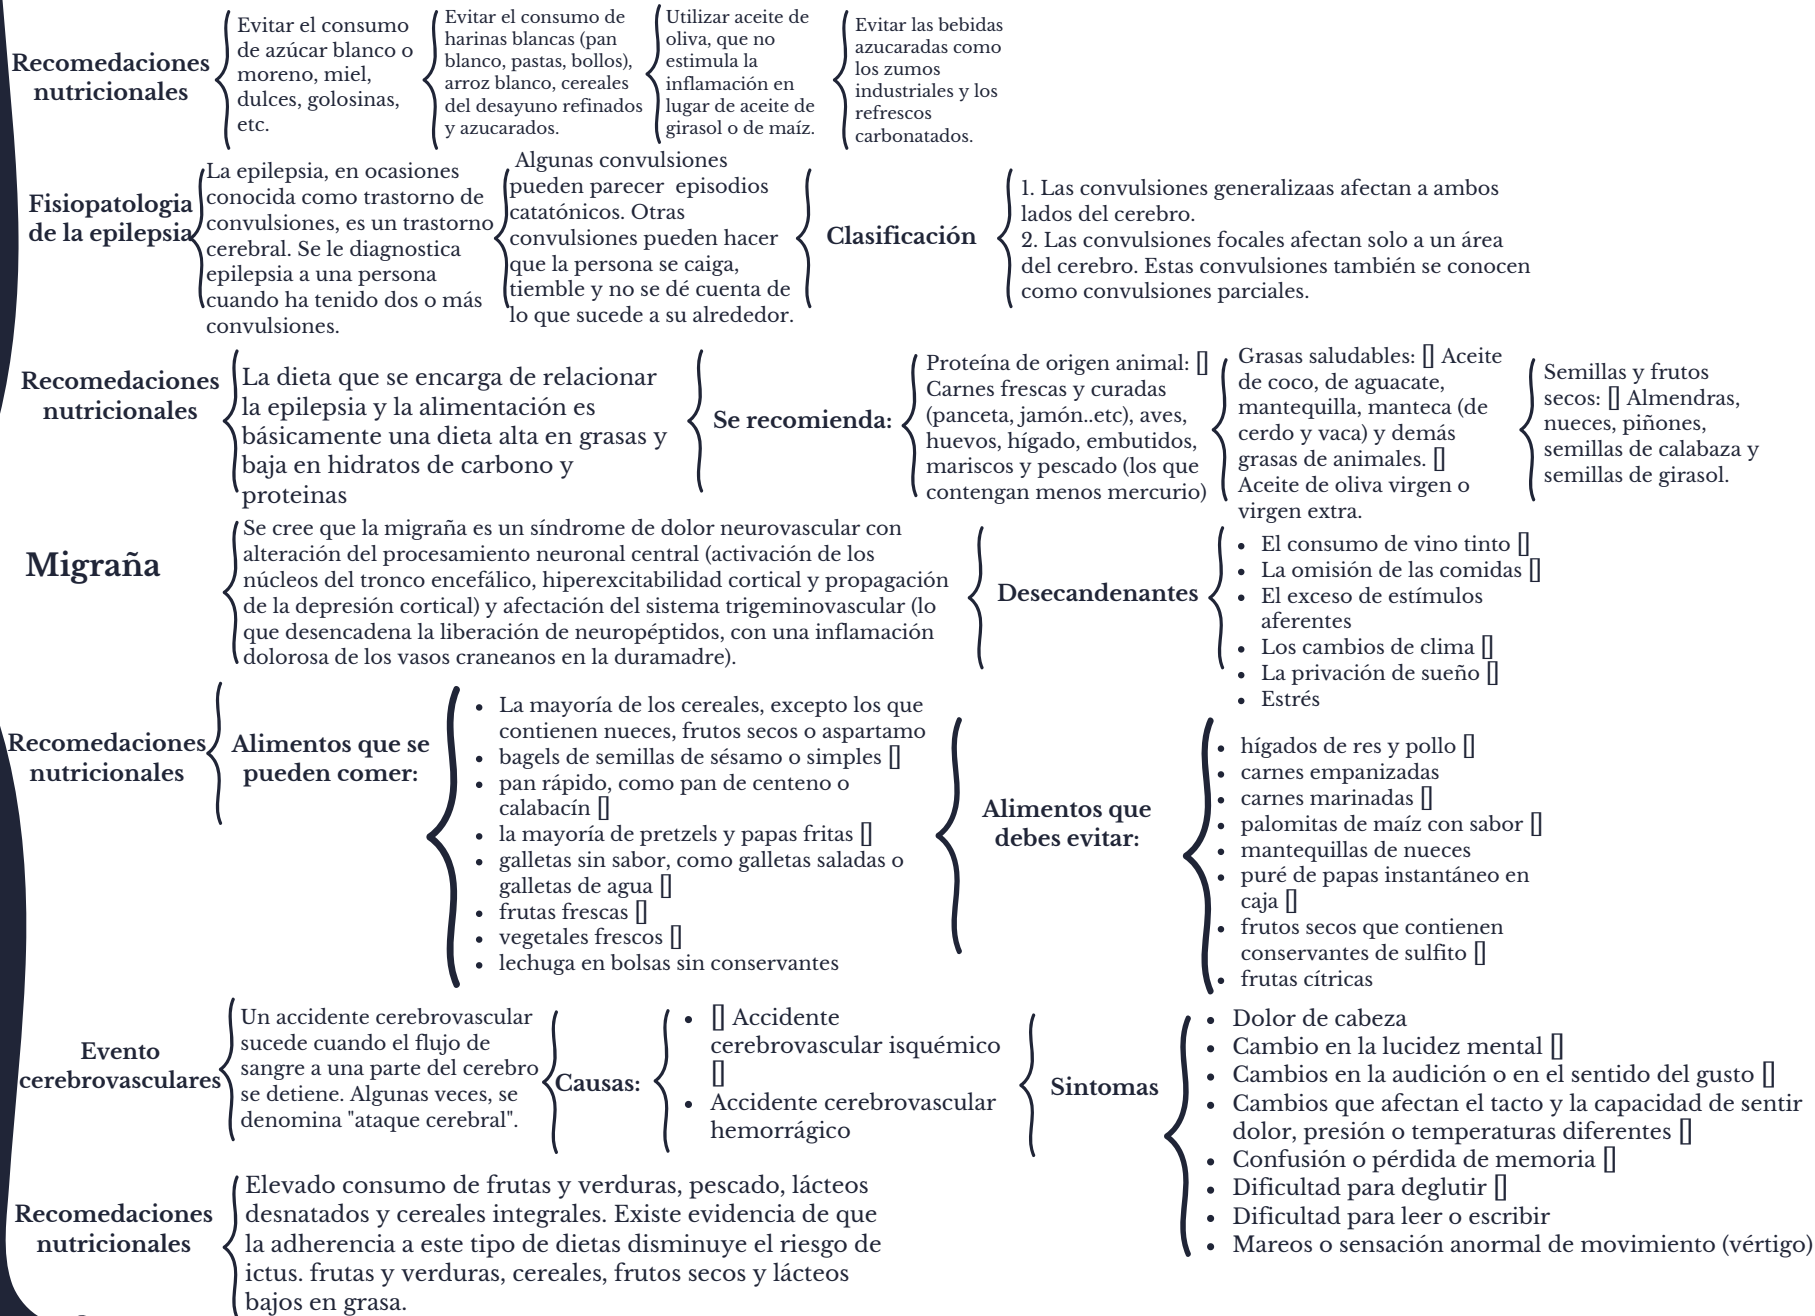 Recomedaciones
nutricionales
Evitar el consumo
de azúcar blanco o
moreno, miel,
dulces, golosinas,
etc.
Evitar el consumo de
harinas blancas (pan
blanco, pastas, bollos),
arroz blanco, cereales
del desayuno refinados
y azucarados.
Utilizar aceite de
oliva, que no
estimula la
inflamación en
lugar de aceite de
girasol o de maíz.
Evitar las bebidas
azucaradas como
los zumos
industriales y los
refrescos
carbonatados.
Fisiopatologia
de la epilepsia
La epilepsia, en ocasiones
conocida como trastorno de
convulsiones, es un trastorno
cerebral. Se le diagnostica
epilepsia a una persona
cuando ha tenido dos o más
convulsiones.
Algunas convulsiones
pueden parecer episodios
catatónicos. Otras
convulsiones pueden hacer
que la persona se caiga,
tiemble y no se dé cuenta de
lo que sucede a su alrededor.
Clasificación
1. Las convulsiones generalizaas afectan a ambos
lados del cerebro.
2. Las convulsiones focales afectan solo a un área
del cerebro. Estas convulsiones también se conocen
como convulsiones parciales.
Recomedaciones
nutricionales
La dieta que se encarga de relacionar
la epilepsia y la alimentación es
básicamente una dieta alta en grasas y
baja en hidratos de carbono y
proteinas
Se recomienda:
Proteína de origen animal: []
Carnes frescas y curadas
(panceta, jamón..etc), aves,
huevos, hígado, embutidos,
mariscos y pescado (los que
contengan menos mercurio)
Grasas saludables: [] Aceite
de coco, de aguacate,
mantequilla, manteca (de
cerdo y vaca) y demás
grasas de animales. []
Aceite de oliva virgen o
virgen extra.
Semillas y frutos
secos: [] Almendras,
nueces, piñones,
semillas de calabaza y
semillas de girasol.
Migraña
Se cree que la migraña es un síndrome de dolor neurovascular con
alteración del procesamiento neuronal central (activación de los
núcleos del tronco encefálico, hiperexcitabilidad cortical y propagación
de la depresión cortical) y afectación del sistema trigeminovascular (lo
que desencadena la liberación de neuropéptidos, con una inflamación
dolorosa de los vasos craneanos en la duramadre).
Desecandenantes
• El consumo de vino tinto []
• La omisión de las comidas []
• El exceso de estímulos
aferentes
• Los cambios de clima []
• La privación de sueño []
• Estrés
Recomedaciones
nutricionales
Alimentos que se
pueden comer:
• La mayoría de los cereales, excepto los que
contienen nueces, frutos secos o aspartamo
• bagels de semillas de sésamo o simples []
• pan rápido, como pan de centeno o
calabacín []
• la mayoría de pretzels y papas fritas []
• galletas sin sabor, como galletas saladas o
galletas de agua []
• frutas frescas []
• vegetales frescos []
• lechuga en bolsas sin conservantes
Alimentos que
debes evitar:
• hígados de res y pollo []
• carnes empanizadas
• carnes marinadas []
• palomitas de maíz con sabor []
• mantequillas de nueces
• puré de papas instantáneo en
caja []
• frutos secos que contienen
conservantes de sulfito []
• frutas cítricas
Evento
cerebrovasculares
Un accidente cerebrovascular
sucede cuando el flujo de
sangre a una parte del cerebro
se detiene. Algunas veces, se
denomina "ataque cerebral".
Causas:
• [] Accidente
cerebrovascular isquémico
[]
• Accidente cerebrovascular
hemorrágico
Sintomas
• Dolor de cabeza
• Cambio en la lucidez mental []
• Cambios en la audición o en el sentido del gusto []
• Cambios que afectan el tacto y la capacidad de sentir
dolor, presión o temperaturas diferentes []
• Confusión o pérdida de memoria []
• Dificultad para deglutir []
• Dificultad para leer o escribir
• Mareos o sensación anormal de movimiento (vértigo)
Recomedaciones
nutricionales
Elevado consumo de frutas y verduras, pescado, lácteos
desnatados y cereales integrales. Existe evidencia de que
la adherencia a este tipo de dietas disminuye el riesgo de
ictus. frutas y verduras, cereales, frutos secos y lácteos
bajos en grasa.